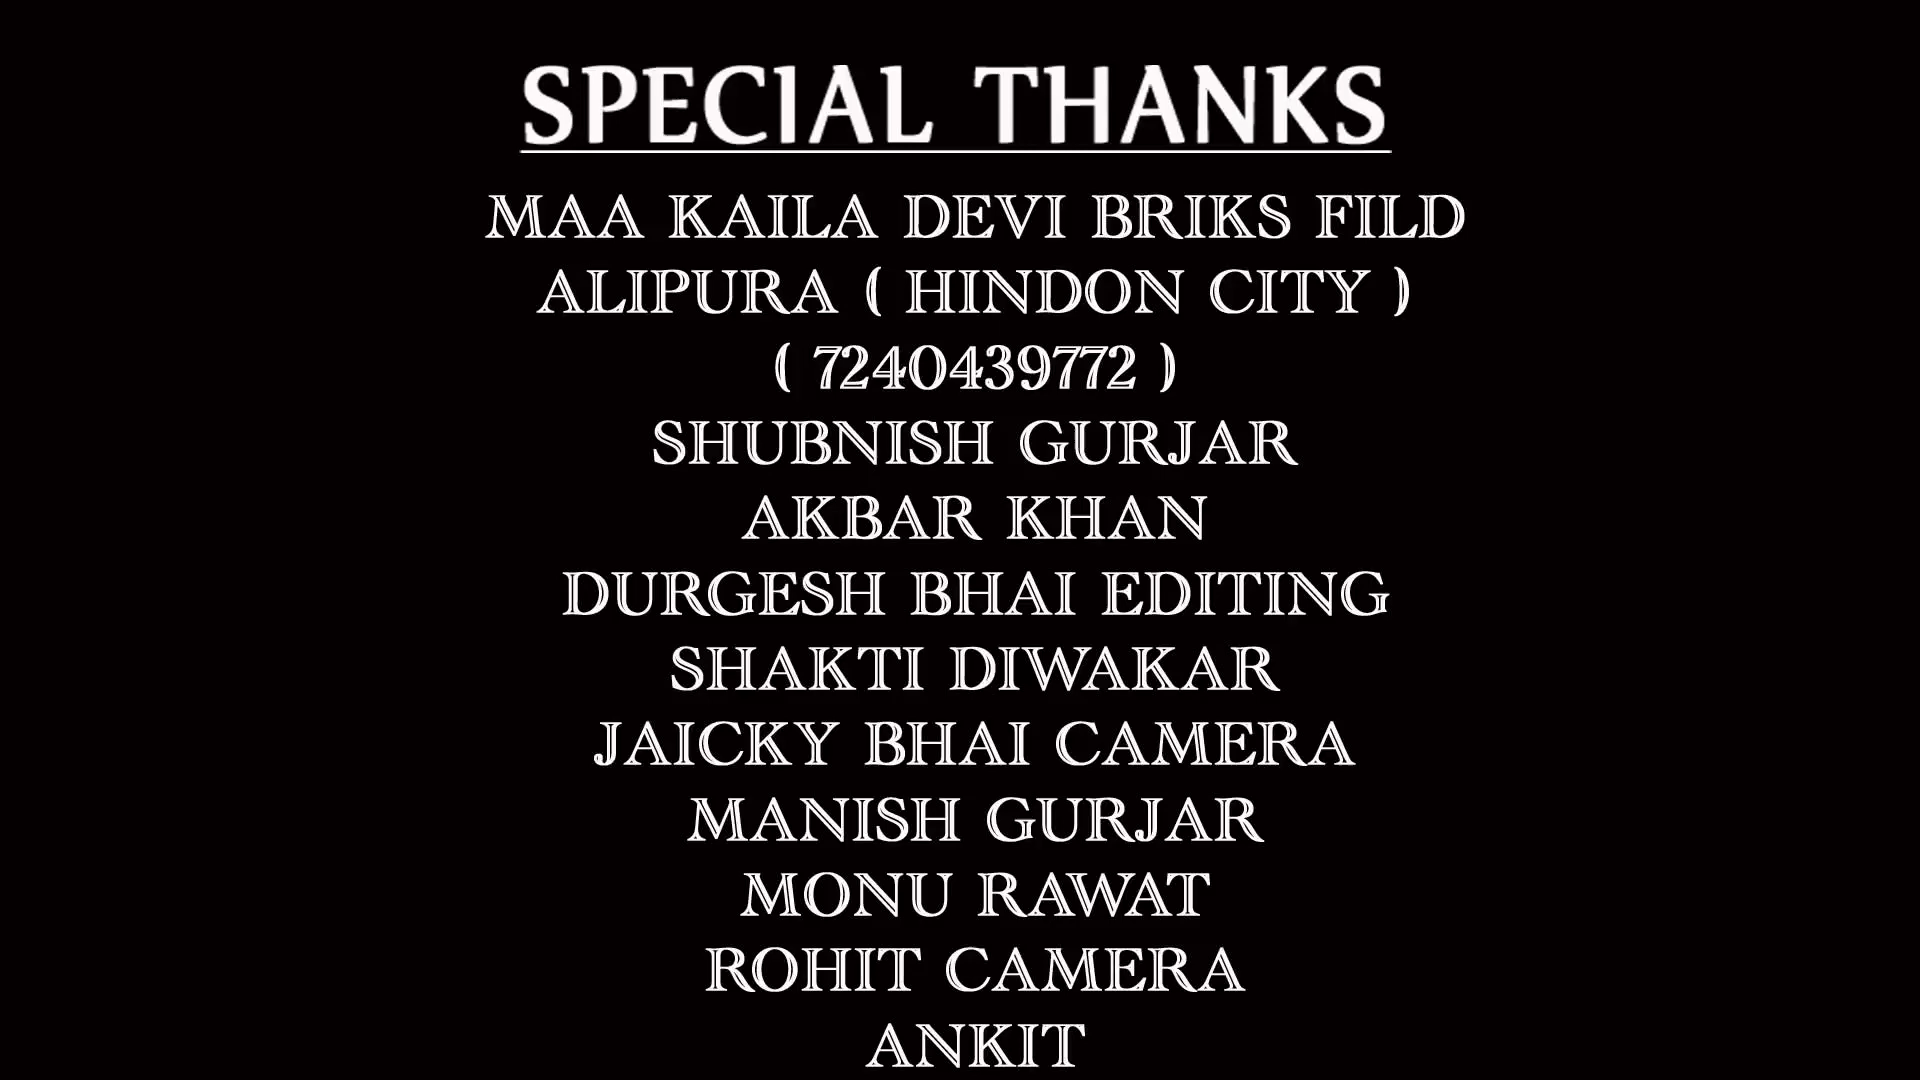 SPECIAL THANKS
MAA KAILA DEVI BRIKS FILD
ALIPURA ( HINDON CITY )
( 7240439772 )
SHUBNISH GURJAR
AKBAR KHAN
DURGESH BHAI EDITING
SHAKTI DIWAKAR
JAICKY BHAI CAMERA
MANISH GURJAR
MONU RAWAT
ROHIT CAMERA
ANKIT